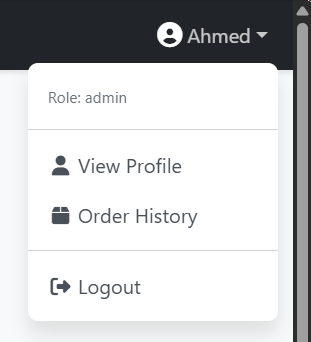 Ahmed
Role: admin
View Profile
Order History
Logout